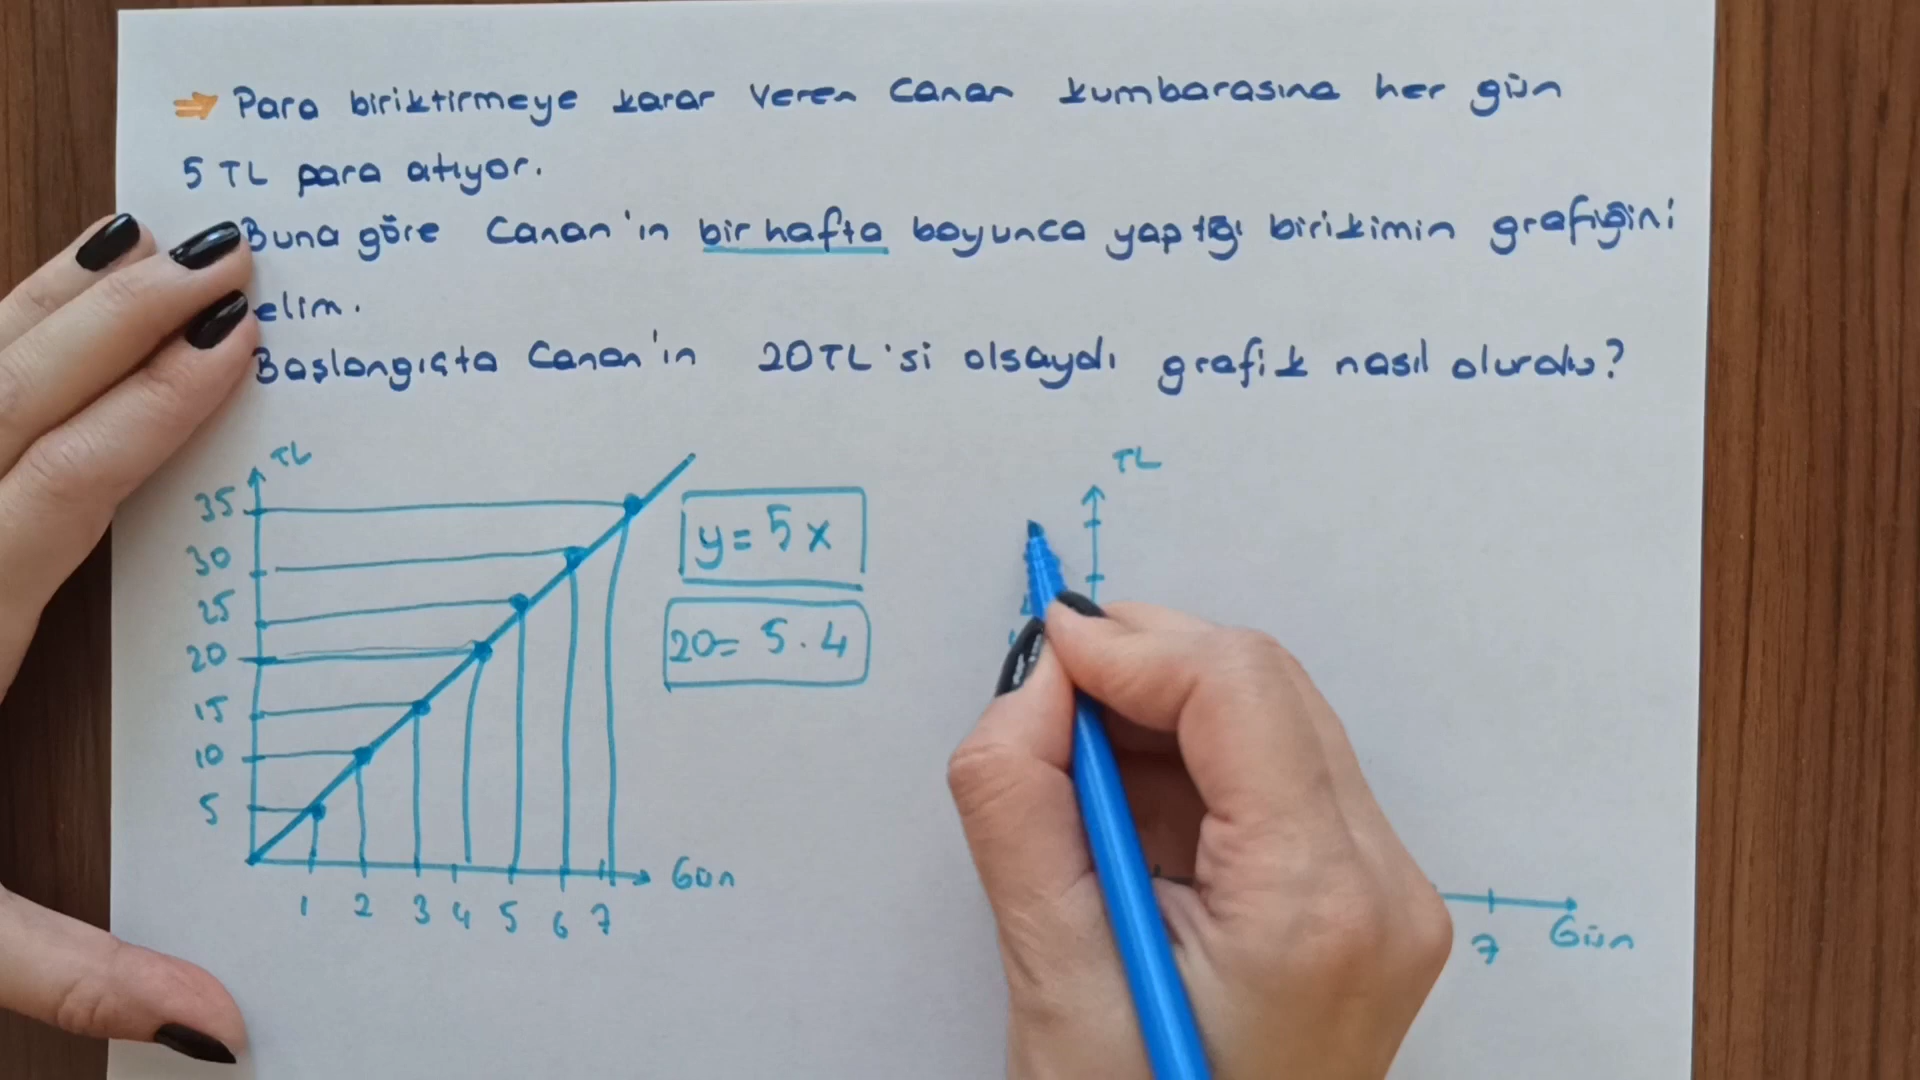 Para biriktirmeye karar veren Canan kumbarasına her gün
5 TL para atıyor.
Buna göre Canan'ın bir hafta boyunca yaptığı birikimin grafiğini
elim.
Başlangıçta Canan'ın 20TL'si olsaydı grafik nasıl olurdu?
TL
35
30
25
20
15
10
5
1 2 3 4 5 6 7
Gün
y = 5x
20 = 5.4
TL
7
Gün